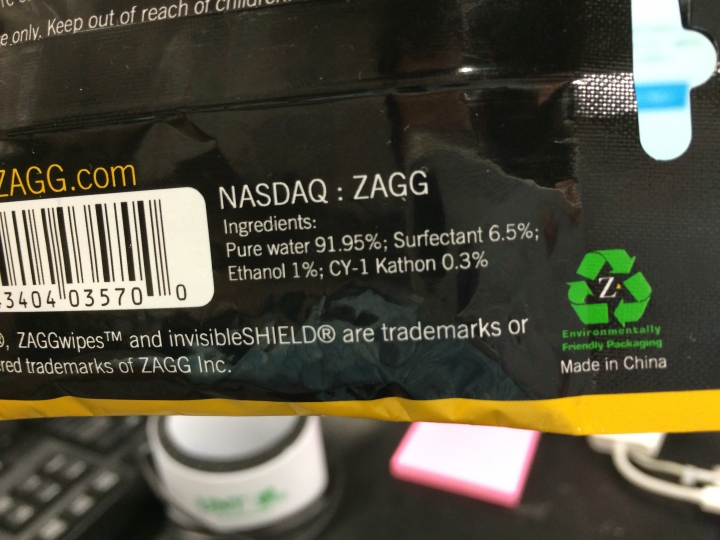 e only. Keep out of reach of children.
ZAGG.com
NASDAQ : ZAGG
Ingredients:
Pure water 91.95%; Surfectant 6.5%;
Ethanol 1%; CY-1 Kathon 0.3%
43404 03570 0
®, ZAGGwipes™ and invisibleSHIELD® are trademarks or
red trademarks of ZAGG Inc.
Z
Environmentally
Friendly Packaging
Made in China